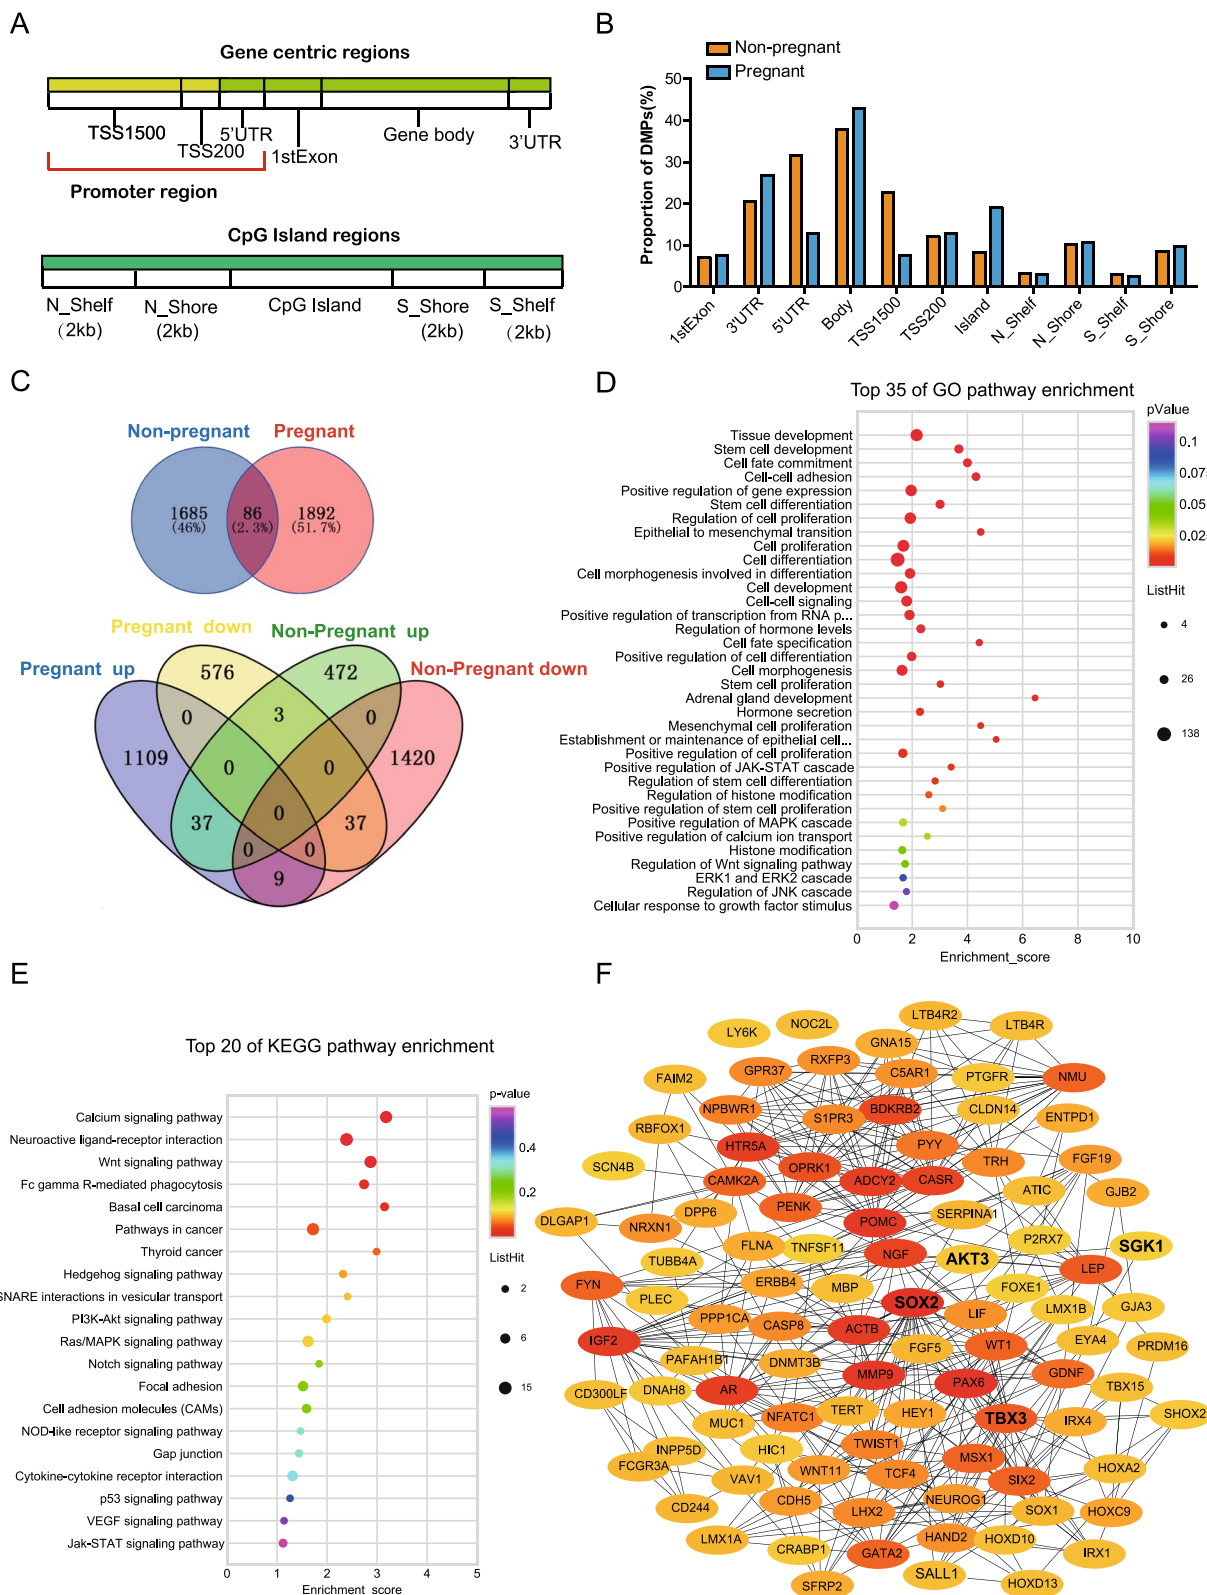 A
Gene centric regions
TSS1500
TSS200
5'UTR
1stExon
Gene body
3'UTR
Promoter region
CpG Island regions
N_Shelf
(2kb)
N_Shore
(2kb)
CpG Island
S_Shore
(2kb)
S_Shelf
(2kb)
B
Non-pregnant
Pregnant
Proportion of DMPs(%)
50
40
30
20
10
0
1stExon
3'UTR
5'UTR
Body
TSS1500
TSS200
Island
N_Shelf
N_Shore
S_Shelf
S_Shore
C
Non-pregnant
Pregnant
1685
(46%)
86
(2.3%)
1892
(51.7%)
Pregnant down
Non-Pregnant up
Pregnant up
Non-Pregnant down
576
472
0
3
0
1109
0
0
1420
37
0
37
0
0
9
D
Top 35 of GO pathway enrichment
Tissue development
Stem cell development
Cell fate commitment
Cell-cell adhesion
Positive regulation of gene expression
Stem cell differentiation
Regulation of cell proliferation
Epithelial to mesenchymal transition
Cell proliferation
Cell differentiation
Cell morphogenesis involved in differentiation
Cell development
Cell-cell signaling
Positive regulation of transcription from RNA p...
Regulation of hormone levels
Cell fate specification
Positive regulation of cell differentiation
Cell morphogenesis
Stem cell proliferation
Adrenal gland development
Hormone secretion
Mesenchymal cell proliferation
Establishment or maintenance of epithelial cell...
Positive regulation of cell proliferation
Positive regulation of JAK-STAT cascade
Regulation of stem cell differentiation
Regulation of histone modification
Positive regulation of stem cell proliferation
Positive regulation of MAPK cascade
Positive regulation of calcium ion transport
Histone modification
Regulation of Wnt signaling pathway
ERK1 and ERK2 cascade
Regulation of JNK cascade
Cellular response to growth factor stimulus
0
2
4
6
8
10
Enrichment_score
pValue
0.1
0.075
0.05
0.025
ListHit
4
26
138
E
Top 20 of KEGG pathway enrichment
Calcium signaling pathway
Neuroactive ligand-receptor interaction
Wnt signaling pathway
Fc gamma R-mediated phagocytosis
Basal cell carcinoma
Pathways in cancer
Thyroid cancer
Hedgehog signaling pathway
SNARE interactions in vesicular transport
PI3K-Akt signaling pathway
Ras/MAPK signaling pathway
Notch signaling pathway
Focal adhesion
Cell adhesion molecules (CAMs)
NOD-like receptor signaling pathway
Gap junction
Cytokine-cytokine receptor interaction
p53 signaling pathway
VEGF signaling pathway
Jak-STAT signaling pathway
0
1
2
3
4
5
Enrichment_score
p-value
0.4
0.2
ListHit
2
6
15
F
LY6K
NOC2L
LTB4R2
LTB4R
GNA15
FAIM2
GPR37
RXFP3
C5AR1
PTGFR
NMU
NPBWR1
S1PR3
BDKRB2
CLDN14
ENTPD1
RBFOX1
HTR5A
PYY
SCN4B
OPRK1
ADCY2
CASR
TRH
FGF19
CAMK2A
ATIC
GJB2
DLGAP1
NRXN1
DPP6
PENK
POMC
SERPINA1
FLNA
TNFSF11
NGF
AKT3
P2RX7
SGK1
TUBB4A
LEP
FYN
PLEC
ERBB4
MBP
SOX2
FOXE1
PPP1CA
CASP8
ACTB
LIF
LMX1B
GJA3
IGF2
PAFAH1B1
DNMT3B
FGF5
WT1
EYA4
PRDM16
CD300LF
DNAH8
AR
MMP9
PAX6
GDNF
TBX15
MUC1
NFATC1
TERT
HEY1
TBX3
IRX4
SHOX2
INPP5D
HIC1
TWIST1
MSX1
FCGR3A
VAV1
WNT11
TCF4
SIX2
HOXA2
CD244
CDH5
LHX2
NEUROG1
SOX1
HOXC9
LMX1A
CRABP1
GATA2
HAND2
HOXD10
IRX1
SFRP2
SALL1
HOXD13